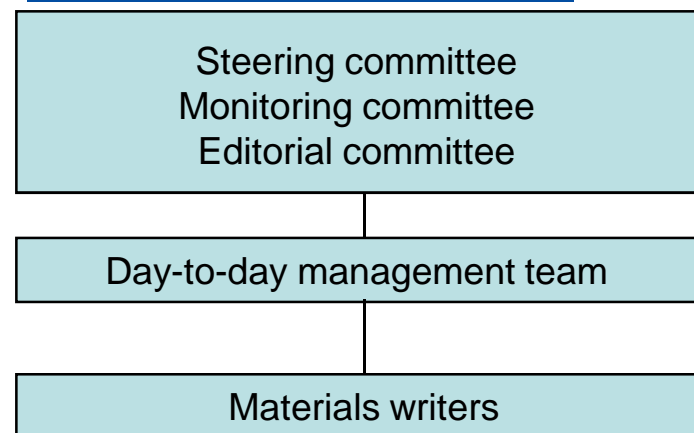 Steering committee
Monitoring committee
Editorial committee
Day-to-day management team
Materials writers